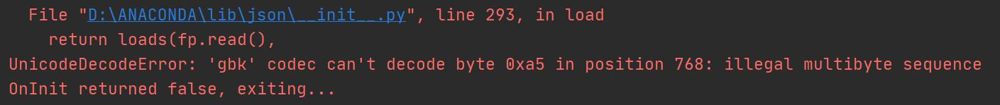 File "D:\ANACONDA\lib\json\__init__.py", line 293, in load
return loads(fp.read(),
UnicodeDecodeError: 'gbk' codec can't decode byte 0xa5 in position 768: illegal multibyte sequence
OnInit returned false, exiting...